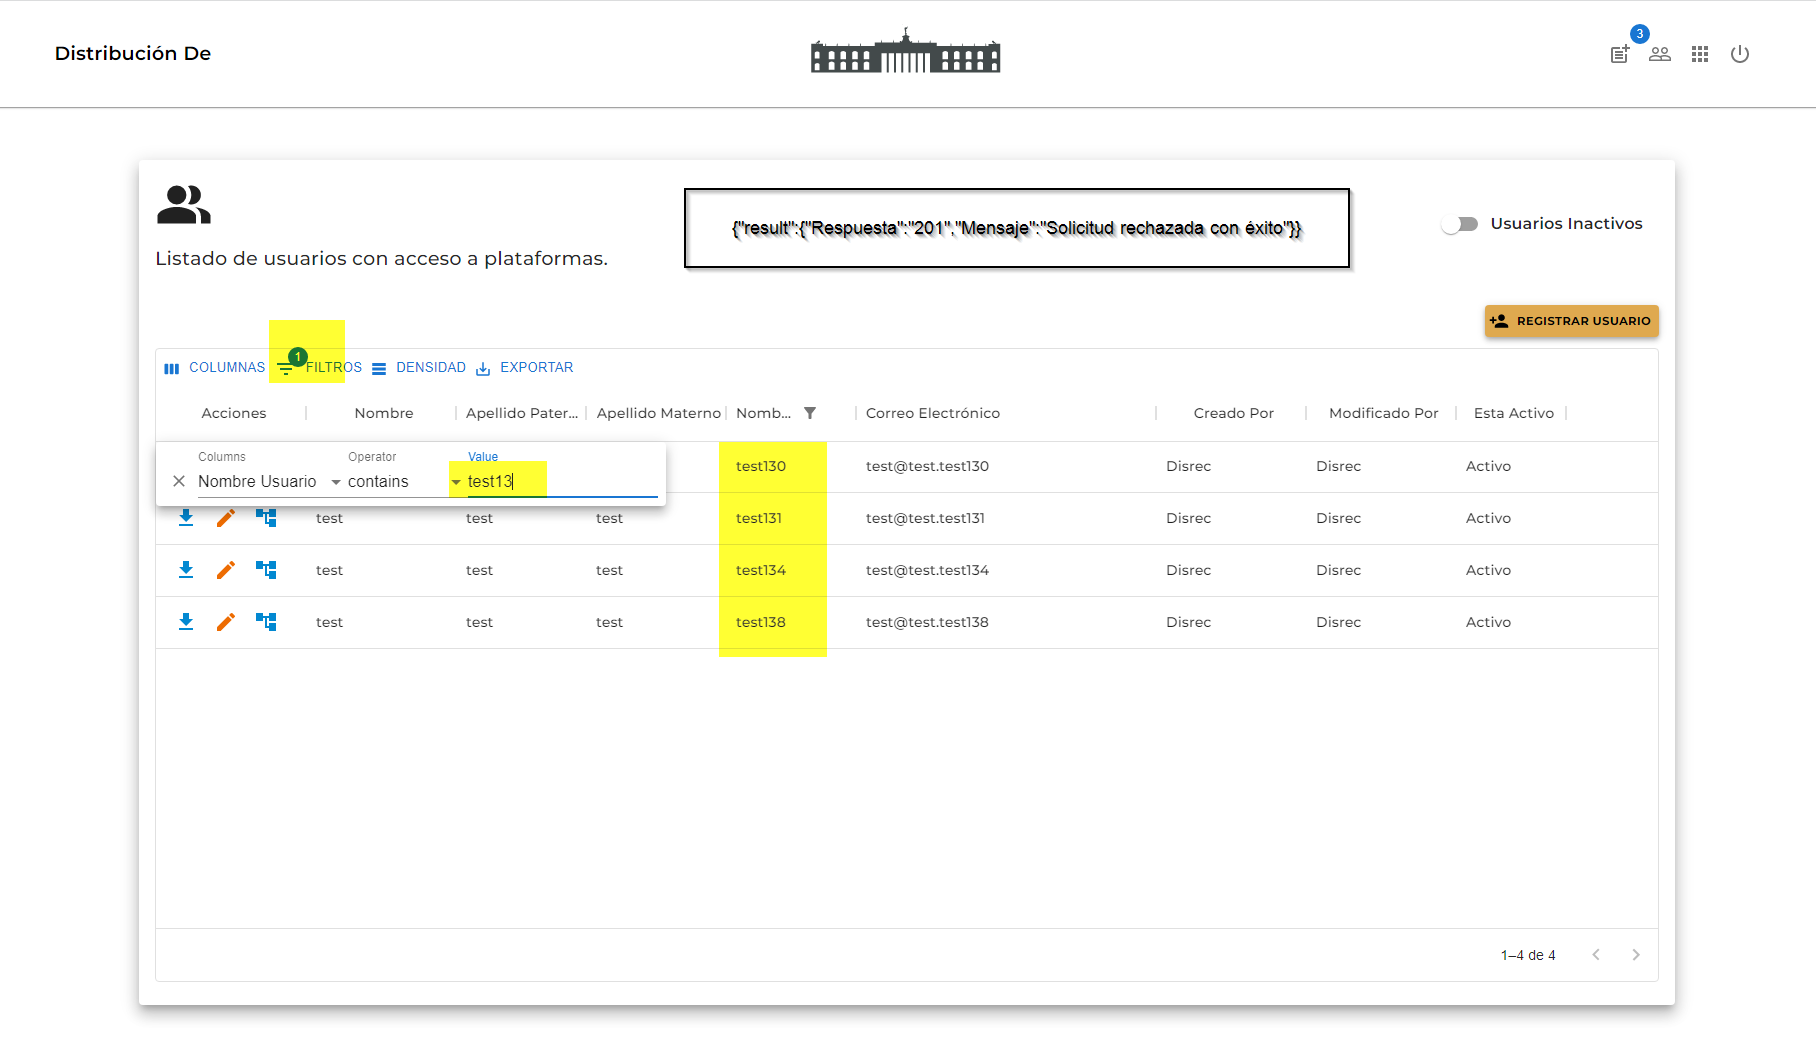 Distribución De
3
{"result":{"Respuesta":"201","Mensaje":"Solicitud rechazada con éxito"}}
Usuarios Inactivos
Listado de usuarios con acceso a plataformas.
REGISTRAR USUARIO
COLUMNAS 1 FILTROS DENSIDAD EXPORTAR
Acciones Nombre Apellido Pater... Apellido Materno Nomb... Correo Electrónico Creado Por Modificado Por Esta Activo
Columns Operator Value
Nombre Usuario contains test13
test130 test@test.test130 Disrec Disrec Activo
test test test test131 test@test.test131 Disrec Disrec Activo
test test test test134 test@test.test134 Disrec Disrec Activo
test test test test138 test@test.test138 Disrec Disrec Activo
1–4 de 4